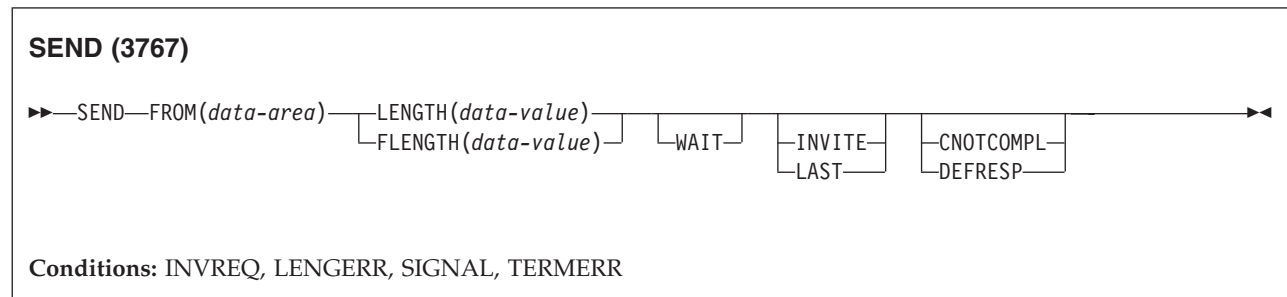 SEND (3767)
SEND FROM(data-area) LENGTH(data-value)
FLENGTH(data-value) WAIT INVITE CNOTCOMPL
LAST DEFRESP
Conditions: INVREQ, LENGERR, SIGNAL, TERMERR